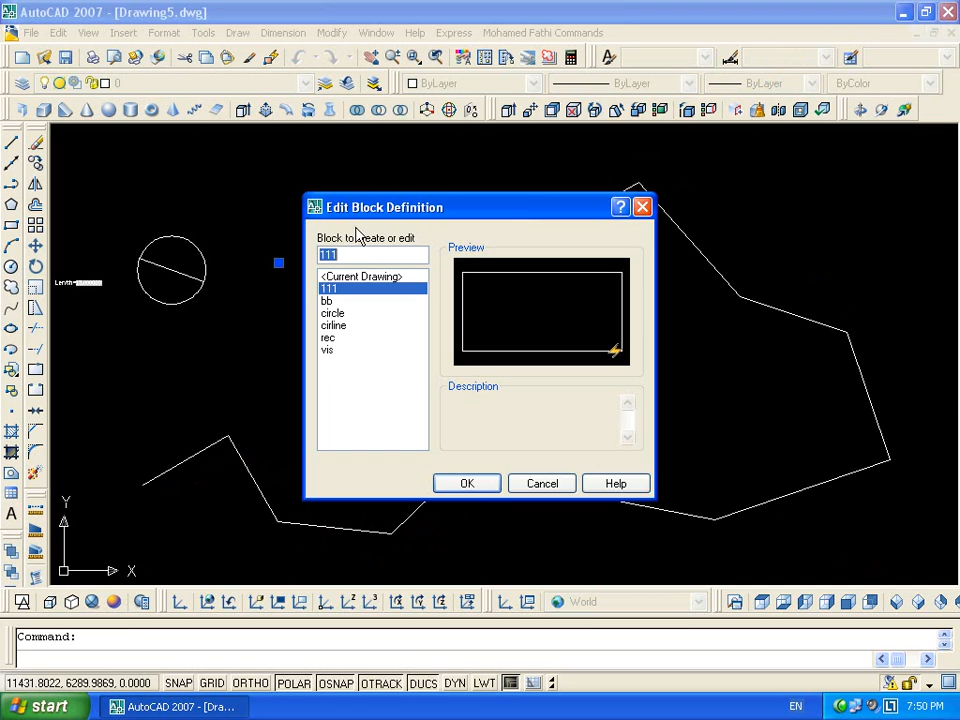 AutoCAD 2007 - [Drawing5.dwg]
File Edit View Insert Format Tools Draw Dimension Modify Window Help Express Mohamed Fathi Commands
0 ByLayer ByLayer ByLayer ByColor
Edit Block Definition
Block to create or edit
111
<Current Drawing>
111
bb
circle
cirline
rec
vis
Preview
Description
OK Cancel Help
Y
X
World
Command:
11431.8022, 6289.9869, 0.0000 SNAP GRID ORTHO POLAR OSNAP OTRACK DUCS DYN LWT
start AutoCAD 2007 - [Dra... EN 7:50 PM